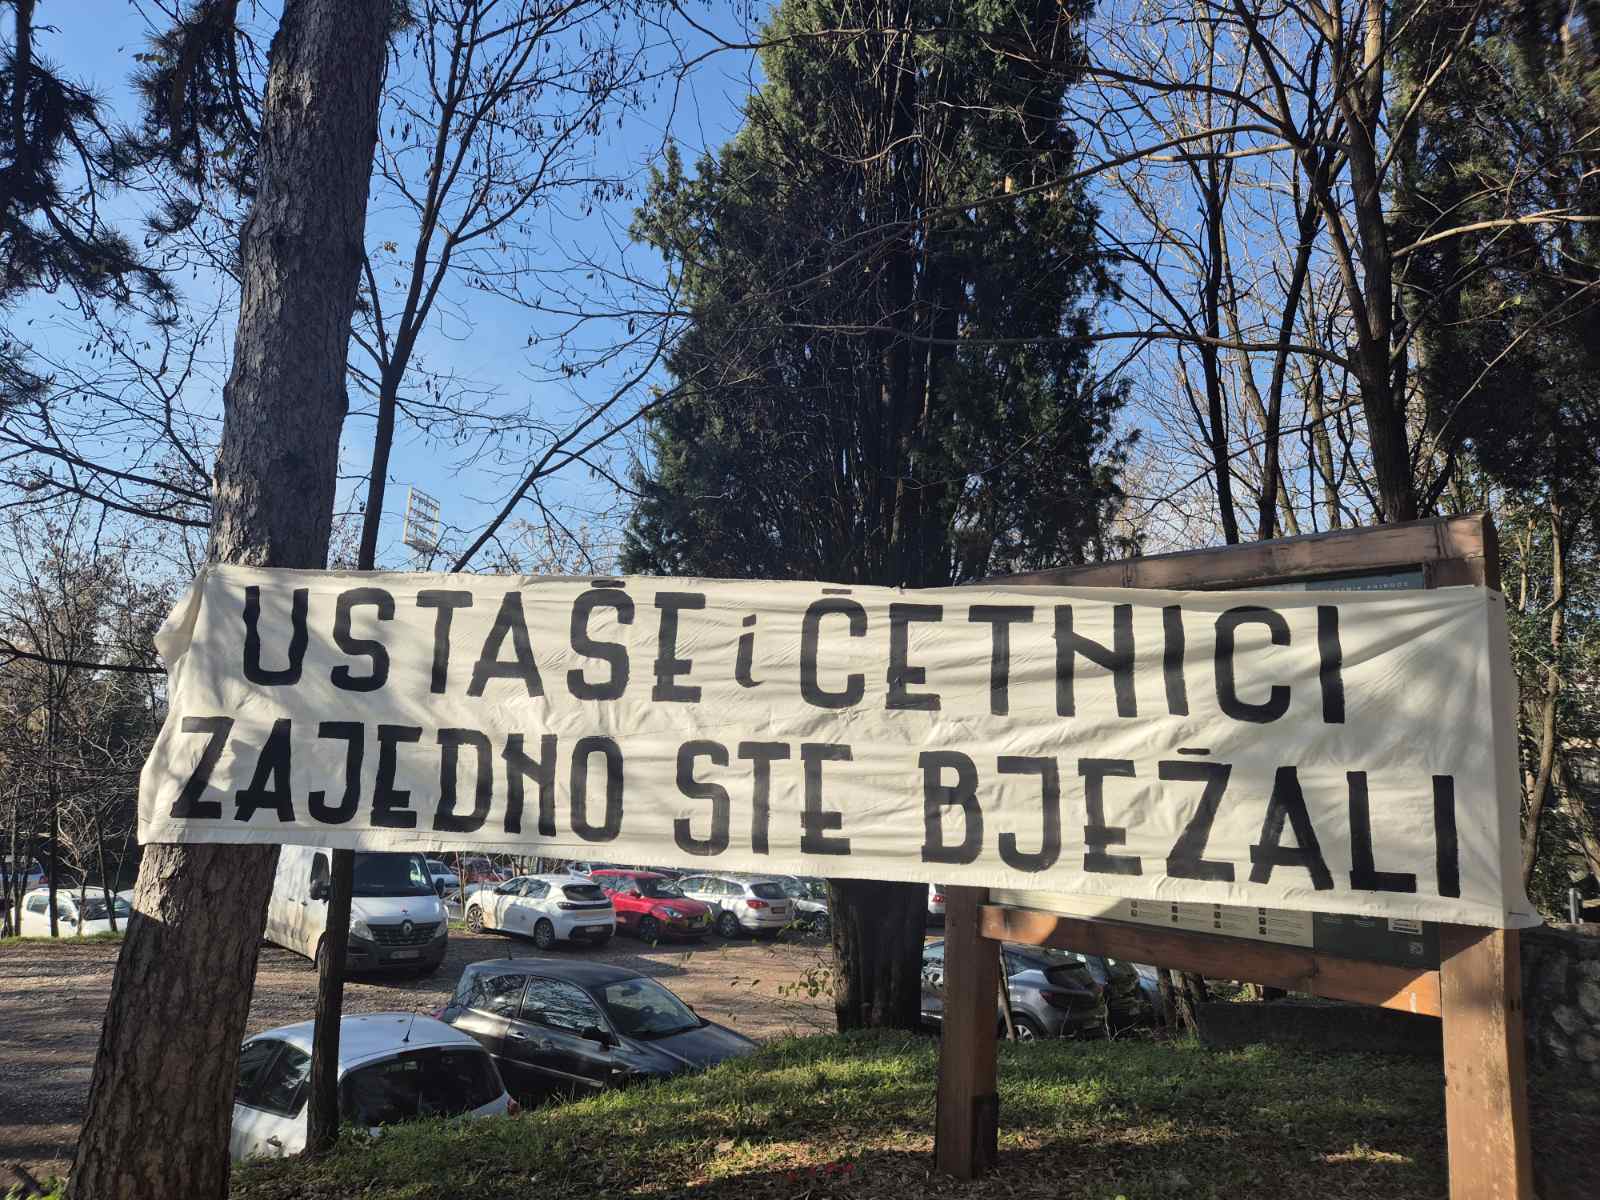 USTAŠE i ČETNICI
ZAJEDNO STE BJEŽALI